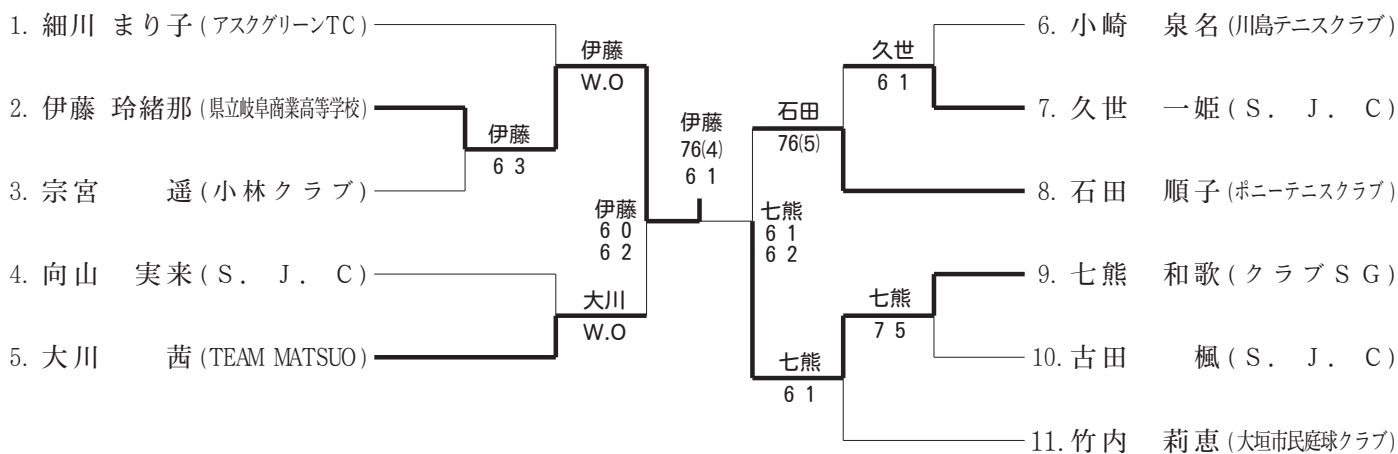 1. 細川 まり子 (アスクグリーンTC)
2. 伊藤 玲緒那 (県立岐阜商業高等学校)
3. 宗宮 遥 (小林クラブ)
4. 向山 実来 (S. J. C)
5. 大川 茜 (TEAM MATSUO)
伊藤
6 3
伊藤
W.O
大川
W.O
伊藤
6 0
6 2
伊藤
76(4)
6 1
七熊
6 1
6 2
石田
76(5)
七熊
6 1
久世
6 1
七熊
7 5
6. 小崎 泉名 (川島テニスクラブ)
7. 久世 一姫 (S. J. C)
8. 石田 順子 (ポニーテニスクラブ)
9. 七熊 和歌 (クラブSG)
10. 古田 楓 (S. J. C)
11. 竹内 莉恵 (大垣市民庭球クラブ)